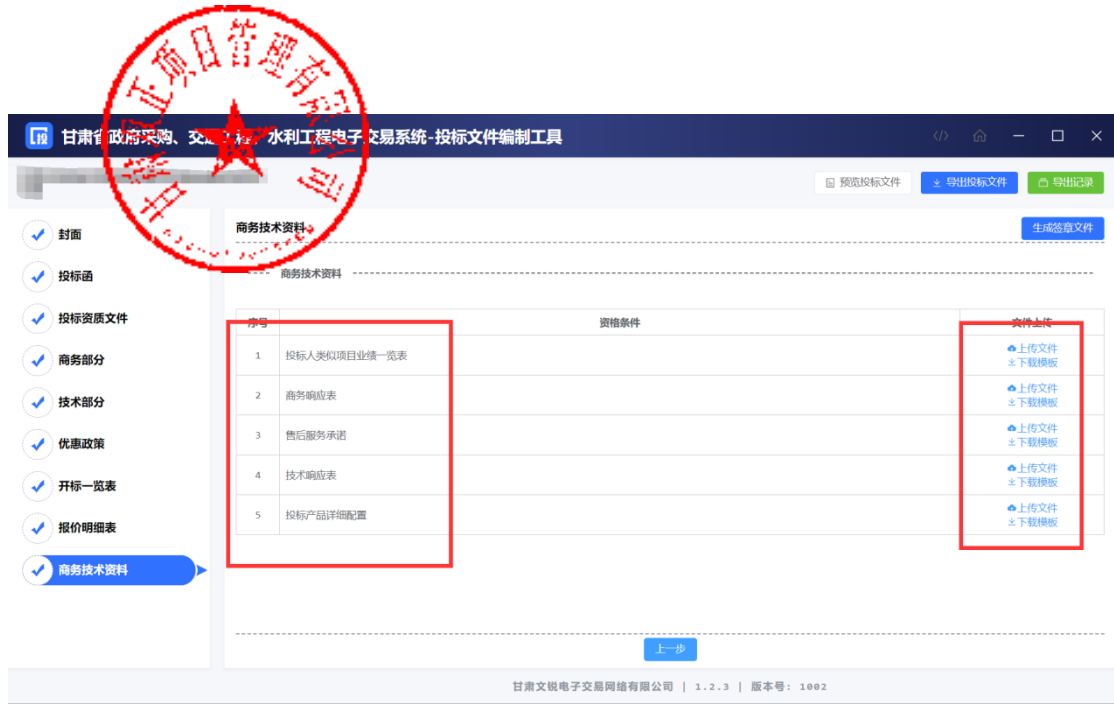 甘肃省政府采购、交通工程、水利工程电子交易系统-投标文件编制工具
预览投标文件
导出投标文件
导出记录
封面
投标函
投标资质文件
商务部分
技术部分
优惠政策
开标一览表
报价明细表
商务技术资料
商务技术资料
生成签章文件
商务技术资料
序号 资格条件 文件上传
1 投标人类似项目业绩一览表 上传文件
下载模板
2 商务响应表 上传文件
下载模板
3 售后服务承诺 上传文件
下载模板
4 技术响应表 上传文件
下载模板
5 投标产品详细配置 上传文件
下载模板
上一步
甘肃文锐电子交易网络有限公司 | 1.2.3 | 版本号: 1002